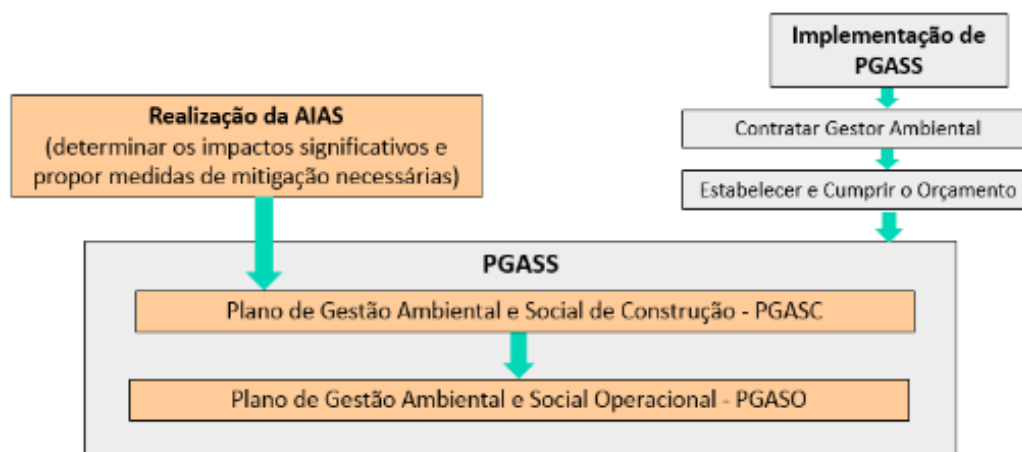 Implementação de
PGASS
Realização da AIAS
(determinar os impactos significativos e
propor medidas de mitigação necessárias)
Contratar Gestor Ambiental
Estabelecer e Cumprir o Orçamento
PGASS
Plano de Gestão Ambiental e Social de Construção - PGASC
Plano de Gestão Ambiental e Social Operacional - PGASO